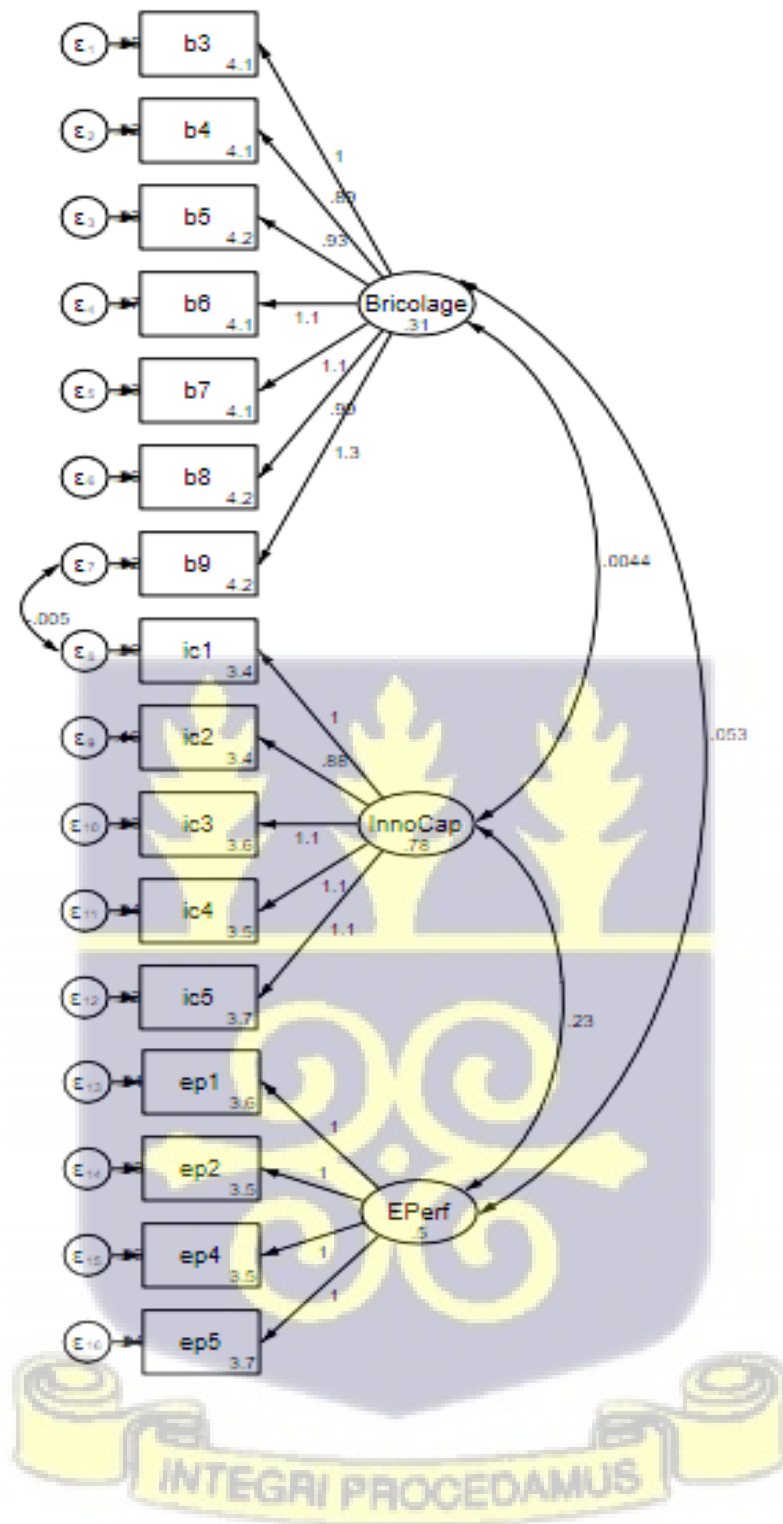 ε1 b3 4.1
ε2 b4 4.1
ε3 b5 4.2
ε4 b6 4.1
ε5 b7 4.1
ε6 b8 4.2
ε7 b9 4.2
ε8 ic1 3.4
ε9 ic2 3.4
ε10 ic3 3.6
ε11 ic4 3.5
ε12 ic5 3.7
ε13 ep1 3.6
ε14 ep2 3.5
ε15 ep4 3.5
ε16 ep5 3.7
1
.89
.93
1.1
1.1
.99
1.3
Bricolage
.31
.0044
.053
-.005
1
.88
1.1
1.1
1.1
InnoCap
.78
.23
1
1
1
1
EPerf
.5
INTEGRI PROCEDAMUS